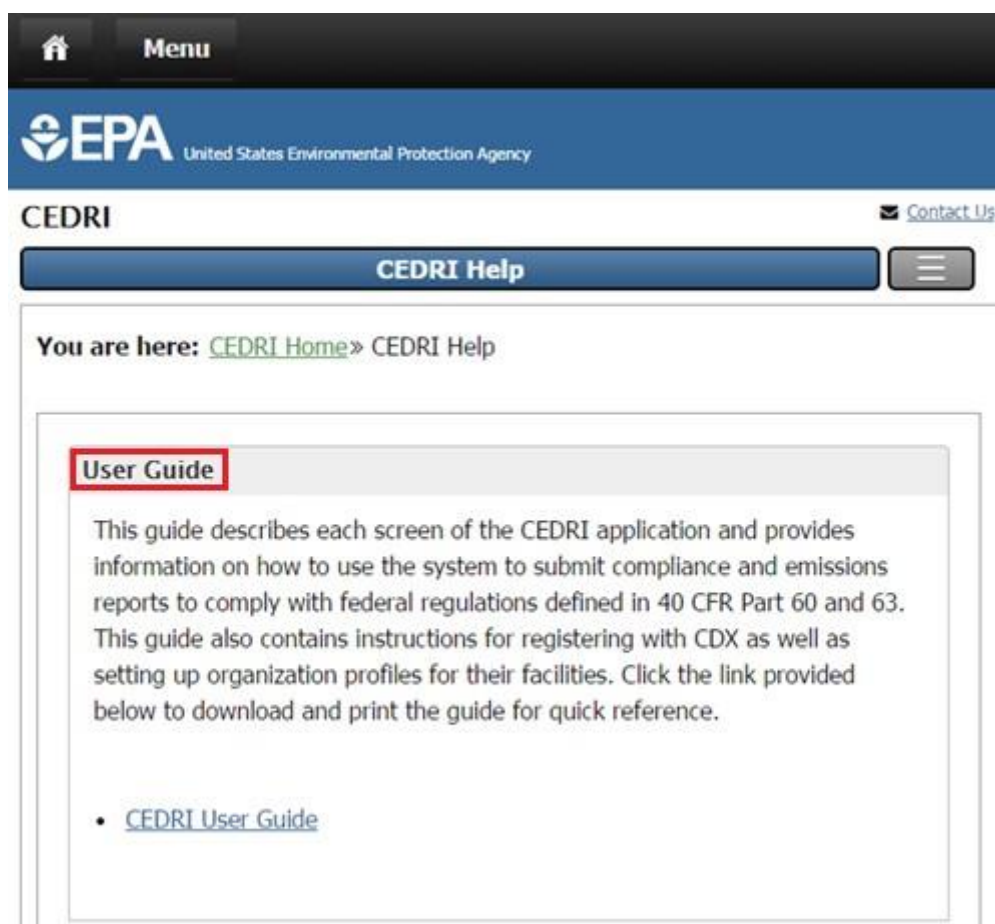 Menu
EPA United States Environmental Protection Agency
CEDRI
Contact Us
CEDRI Help
You are here: CEDRI Home» CEDRI Help
User Guide
This guide describes each screen of the CEDRI application and provides
information on how to use the system to submit compliance and emissions
reports to comply with federal regulations defined in 40 CFR Part 60 and 63.
This guide also contains instructions for registering with CDX as well as
setting up organization profiles for their facilities. Click the link provided
below to download and print the guide for quick reference.
• CEDRI User Guide